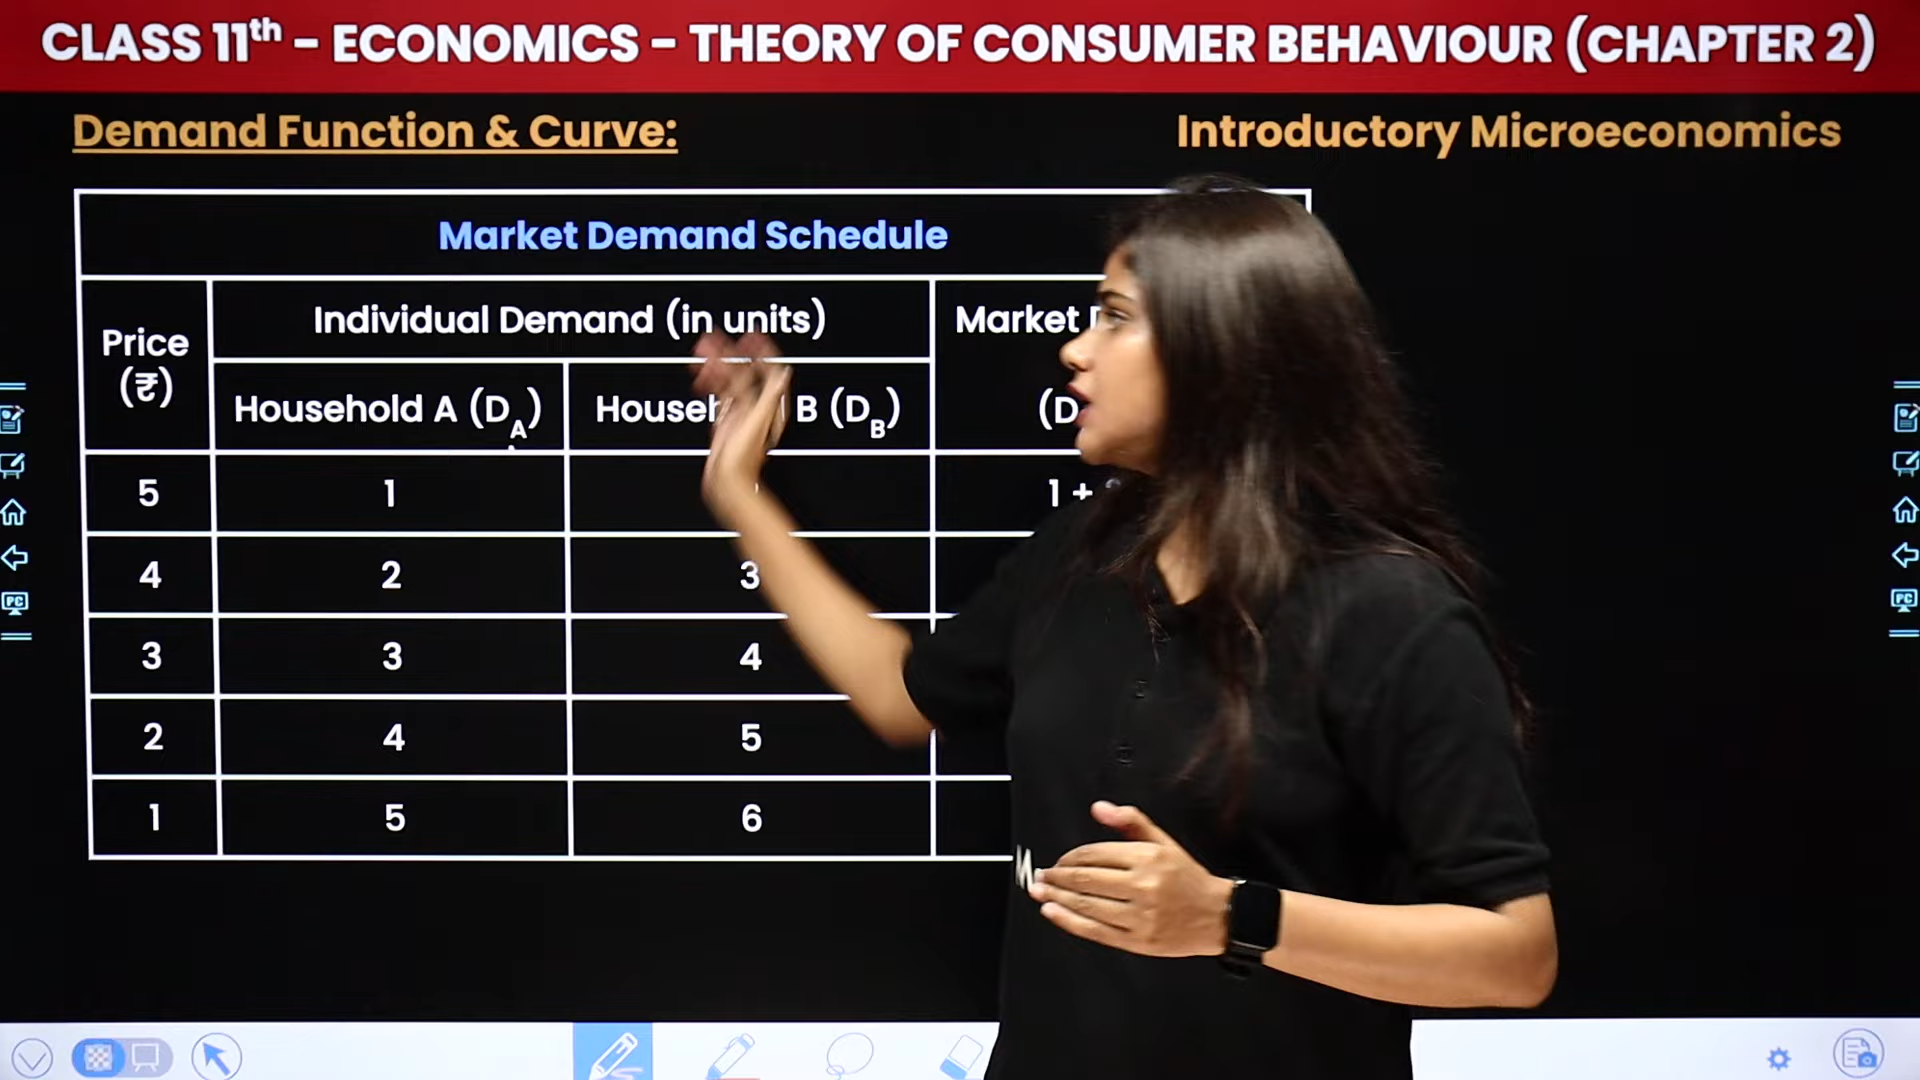 CLASS 11th - ECONOMICS - THEORY OF CONSUMER BEHAVIOUR (CHAPTER 2)
Demand Function & Curve:
Introductory Microeconomics
Market Demand Schedule
Price (₹)
Individual Demand (in units)
Market
Household A (DA)
B (DB)
(D
5 1 1 +
4 2 3
3 3 4
2 4 5
1 5 6
PC
PC